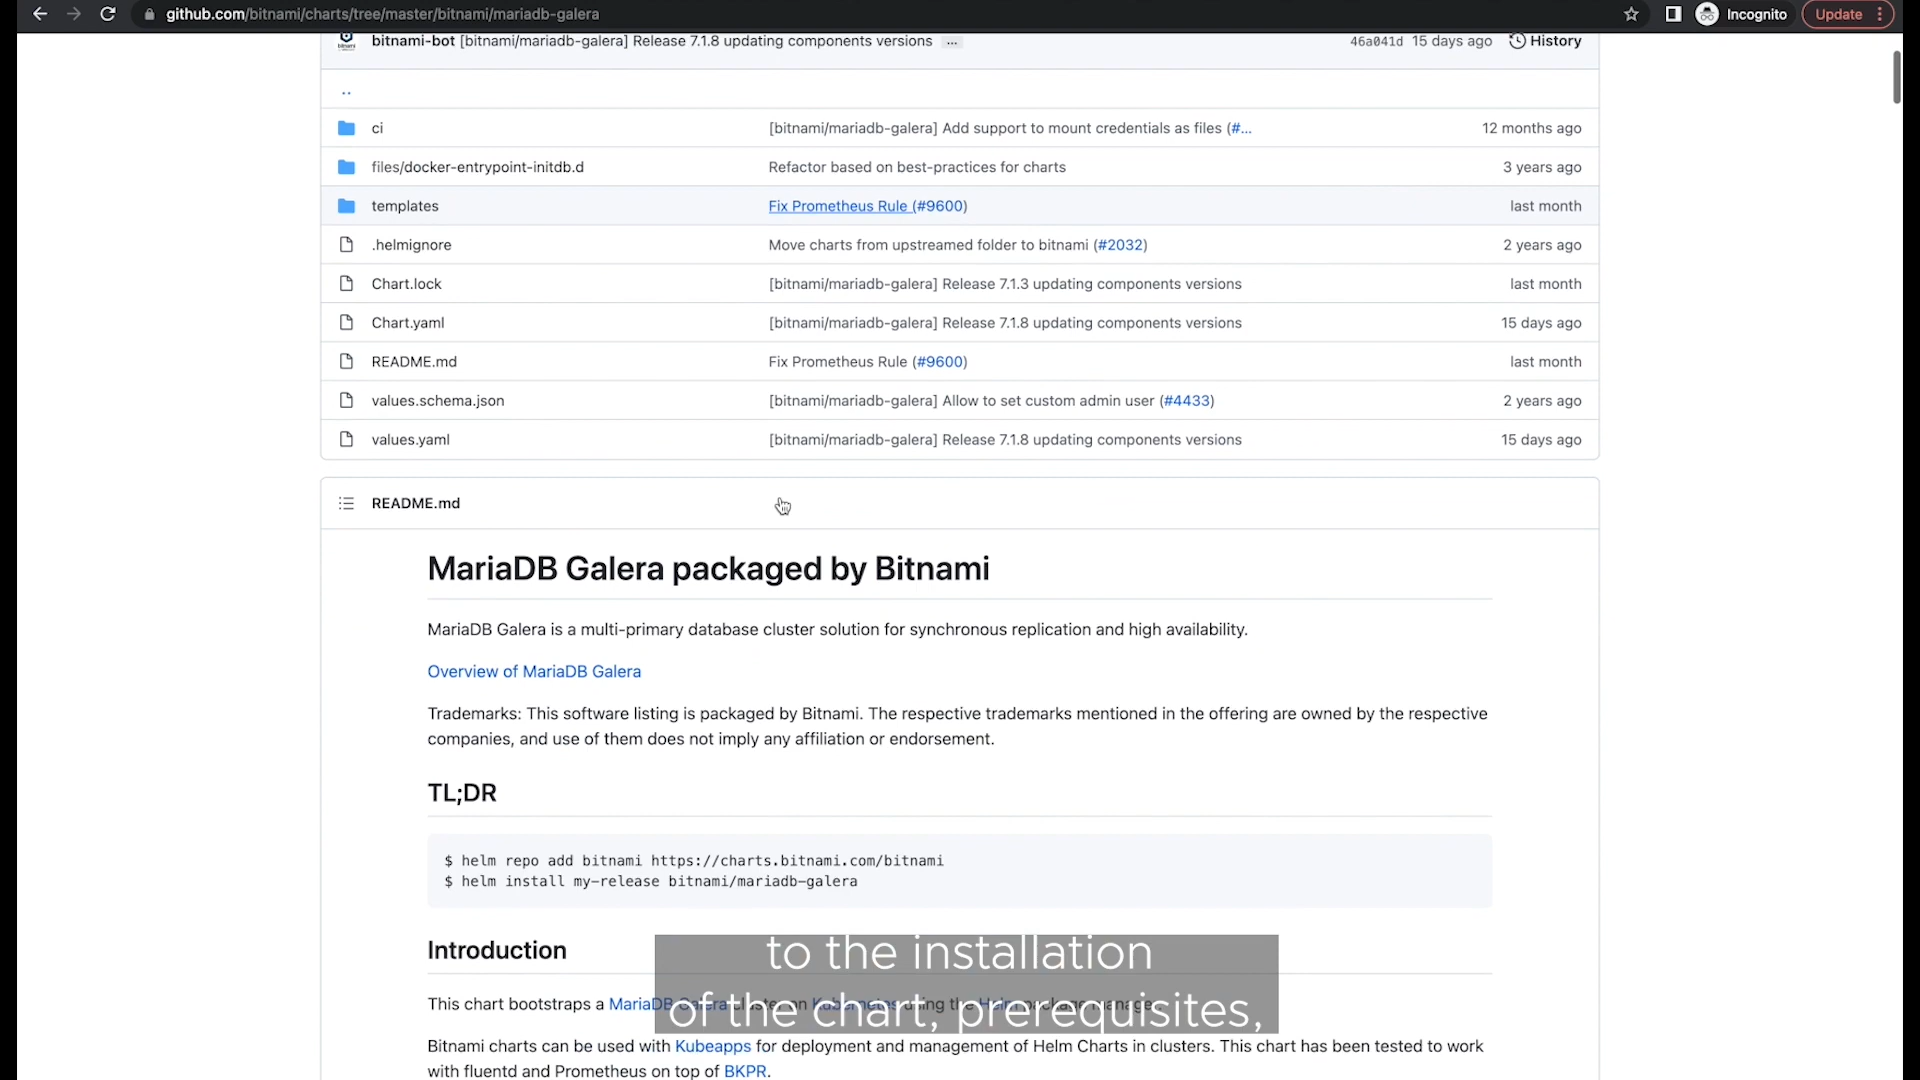 github.com/bitnami/charts/tree/master/bitnami/mariadb-galera
Incognito
Update
bitnami-bot [bitnami/mariadb-galera] Release 7.1.8 updating components versions ...
46a041d 15 days ago History
..
ci [bitnami/mariadb-galera] Add support to mount credentials as files (#... 12 months ago
files/docker-entrypoint-initdb.d Refactor based on best-practices for charts 3 years ago
templates Fix Prometheus Rule (#9600) last month
.helmignore Move charts from upstreamed folder to bitnami (#2032) 2 years ago
Chart.lock [bitnami/mariadb-galera] Release 7.1.3 updating components versions last month
Chart.yaml [bitnami/mariadb-galera] Release 7.1.8 updating components versions 15 days ago
README.md Fix Prometheus Rule (#9600) last month
values.schema.json [bitnami/mariadb-galera] Allow to set custom admin user (#4433) 2 years ago
values.yaml [bitnami/mariadb-galera] Release 7.1.8 updating components versions 15 days ago
README.md
MariaDB Galera packaged by Bitnami
MariaDB Galera is a multi-primary database cluster solution for synchronous replication and high availability.
Overview of MariaDB Galera
Trademarks: This software listing is packaged by Bitnami. The respective trademarks mentioned in the offering are owned by the respective
companies, and use of them does not imply any affiliation or endorsement.
TL;DR
$ helm repo add bitnami https://charts.bitnami.com/bitnami
$ helm install my-release bitnami/mariadb-galera
Introduction
to the installation
of the chart, prerequisites,
This chart bootstraps a MariaDB Galera cluster on Kubernetes using the Helm package manager.
Bitnami charts can be used with Kubeapps for deployment and management of Helm Charts in clusters. This chart has been tested to work
with fluentd and Prometheus on top of BKPR.